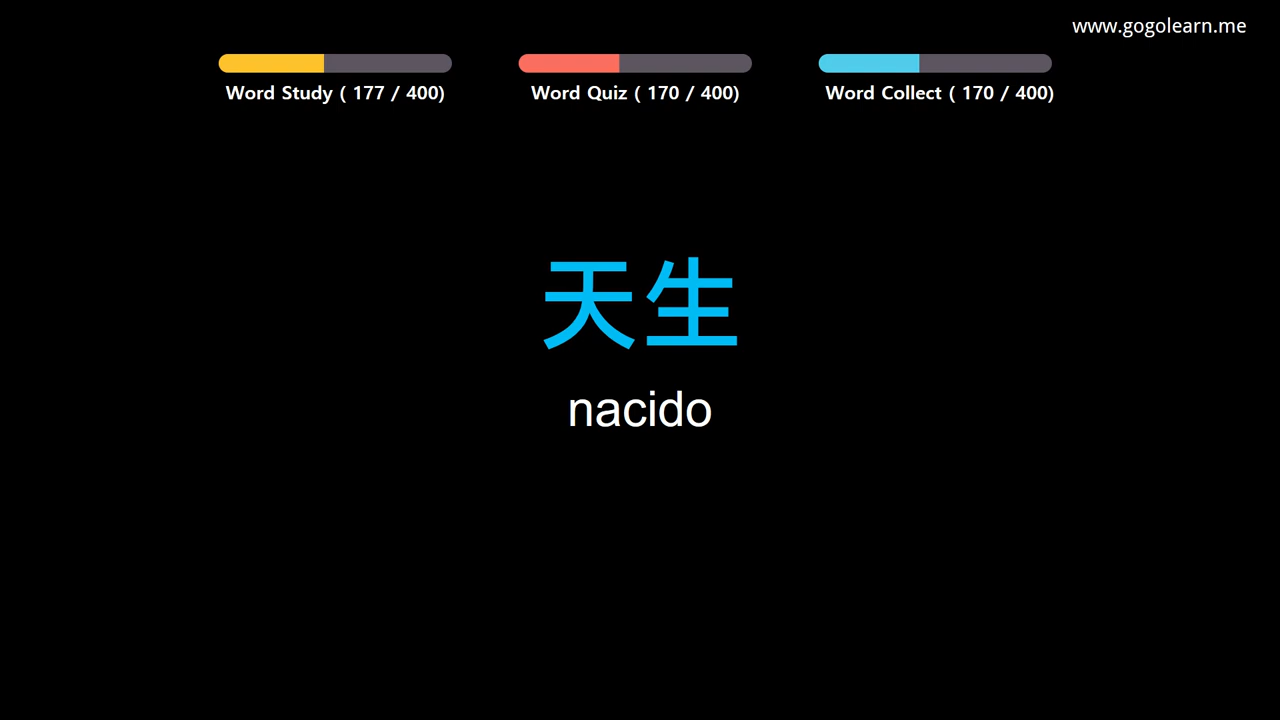 www.gogolearn.me
Word Study ( 177 / 400)
Word Quiz ( 170 / 400)
Word Collect ( 170 / 400)
天生
nacido